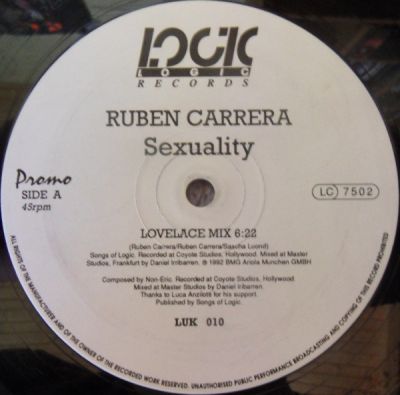 LOGIC
LOGIC
RECORDS
RUBEN CARRERA
Sexuality
Promo
SIDE A
45rpm
LC 7502
LOVELACE MIX 6:22
(Ruben Carrera/Ruben Carrera/Sascha Luond)
Songs of Logic. Recorded at Coyote Studios, Hollywood. Mixed at Master
Studios, Frankfurt by Daniel Iribarren. ℗ 1992 BMG Ariola Munchen GMBH
Composed by Non-Eric. Recorded at Coyote Studios, Hollywood
Mixed at Master Studios by Daniel Iribarren.
Thanks to Luca Anzilotti for his support.
Published by Songs of Logic.
LUK 010
ALL RIGHTS OF THE MANUFACTURER AND OF THE OWNER OF THE RECORDED WORK RESERVED. UNAUTHORISED PUBLIC PERFORMANCE BROADCASTING AND COPYING OF THIS RECORD PROHIBITED